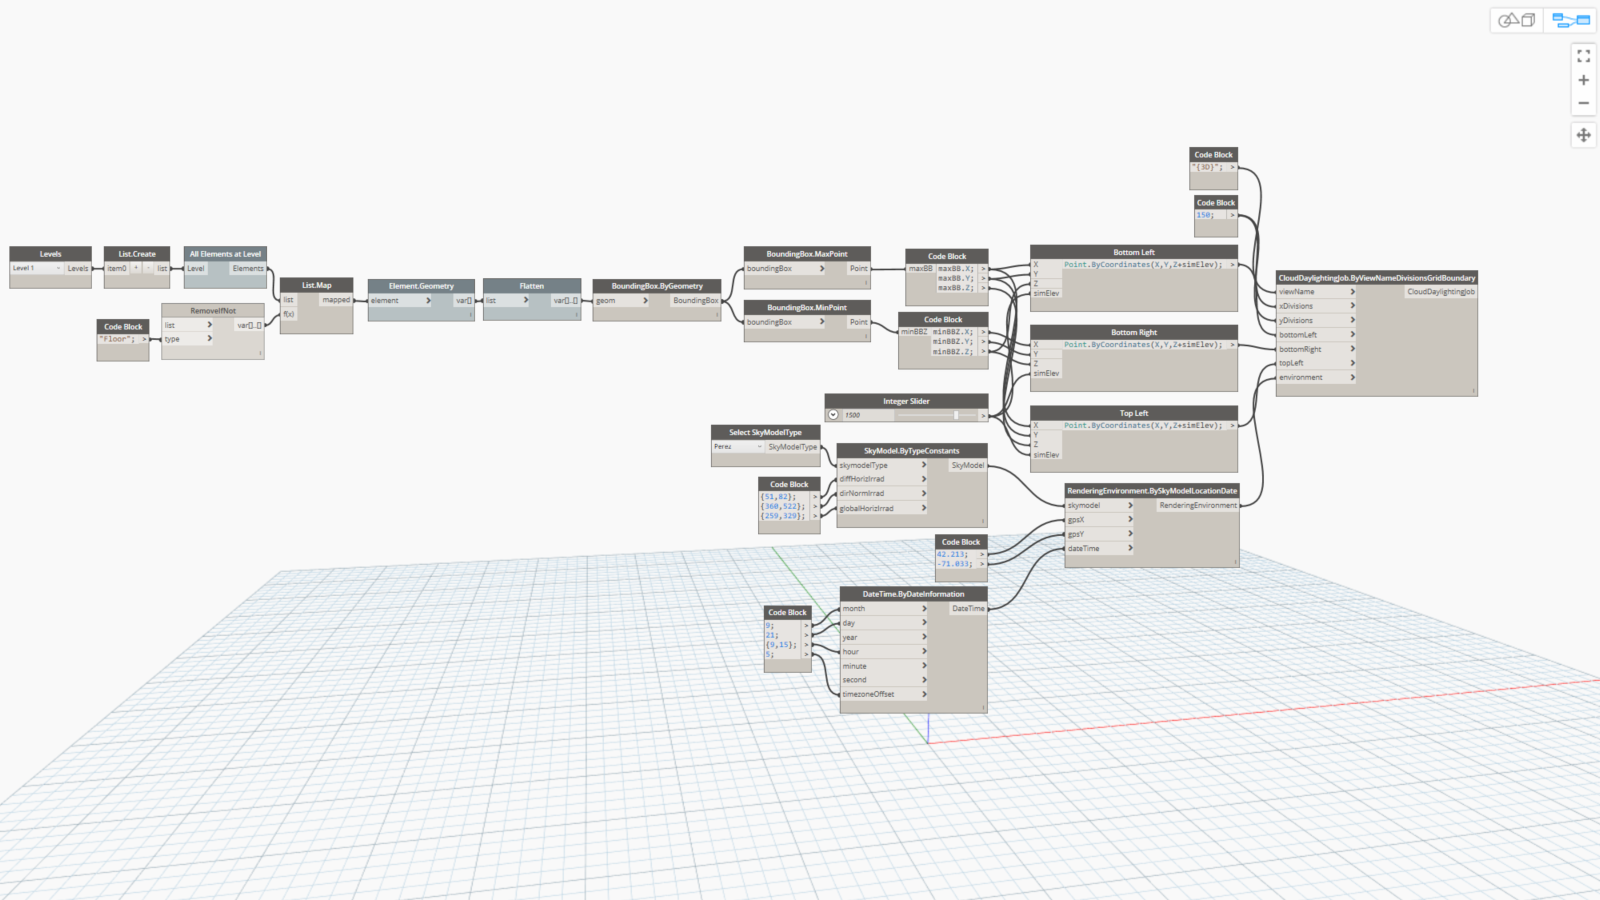 Code Block
"{3D}"; >
Code Block
150; >
Levels
Level 1
Levels
List.Create
item0 + - list
All Elements at Level
Level > Elements
List.Map
list mapped
f(x)
RemoveIfNot
list > var[]..[]
type >
Code Block
"Floor"; >
Element.Geometry
element > var[]
Flatten
list > var[]..[]
BoundingBox.ByGeometry
geom > BoundingBox
BoundingBox.MaxPoint
boundingBox > Point
BoundingBox.MinPoint
boundingBox > Point
Code Block
maxBB maxBB.X; >
maxBB.Y; >
maxBB.Z; >
Code Block
minBBZ minBBZ.X; >
minBBZ.Y; >
minBBZ.Z; >
Bottom Left
X Point.ByCoordinates(X,Y,Z+simElev); >
Y
Z
simElev
Bottom Right
X Point.ByCoordinates(X,Y,Z+simElev); >
Y
Z
simElev
Top Left
X Point.ByCoordinates(X,Y,Z+simElev); >
Y
Z
simElev
CloudDaylightingJob.ByViewNameDivisionsGridBoundary
viewName > CloudDaylightingJob
xDivisions >
yDivisions >
bottomLeft >
bottomRight >
topLeft >
environment >
Integer Slider
1500 >
Select SkyModelType
Perez SkyModelType
SkyModel.ByTypeConstants
skymodelType > SkyModel
diffHorizIrrad >
dirNormIrrad >
globalHorizIrrad >
Code Block
{51,82}; >
{360,522}; >
{259,329}; >
RenderingEnvironment.BySkyModelLocationDate
skymodel > RenderingEnvironment
gpsX >
gpsY >
dateTime >
Code Block
42.213; >
-71.033; >
DateTime.ByDateInformation
month > DateTime
day >
year >
hour >
minute >
second >
timezoneOffset >
Code Block
9; >
21; >
{9,15}; >
5; >